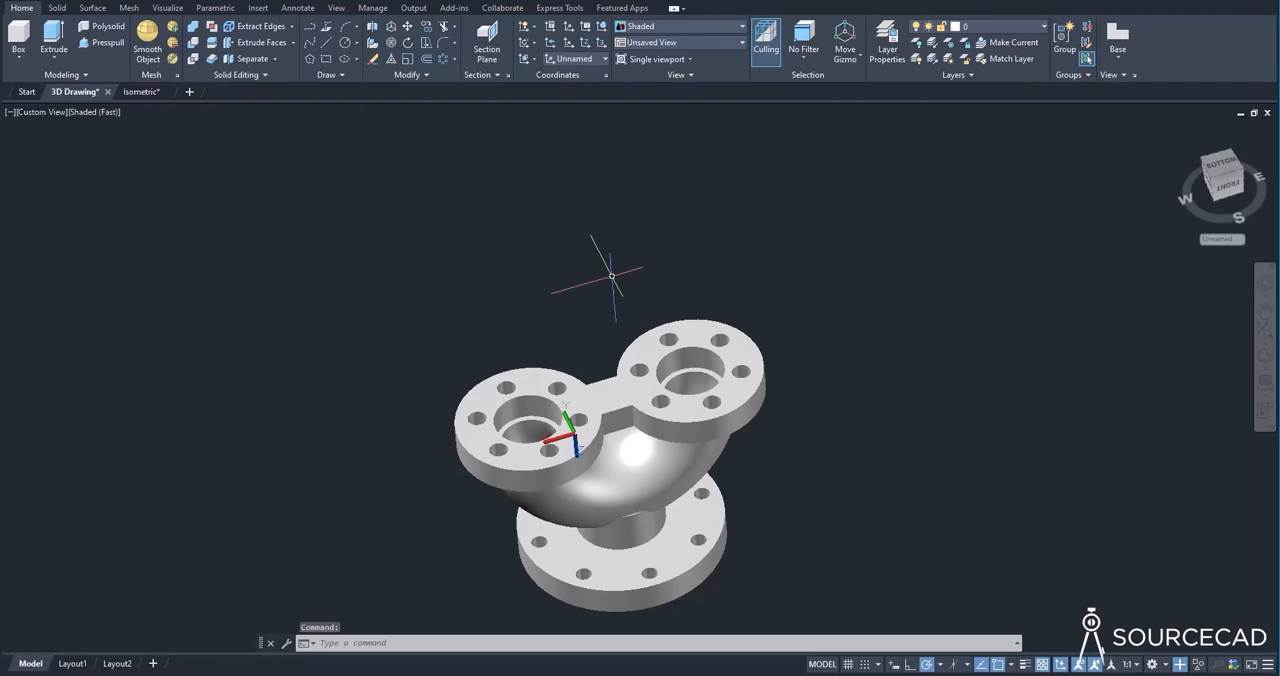 Home Solid Surface Mesh Visualize Parametric Insert Annotate View Manage Output Add-ins Collaborate Express Tools Featured Apps
Box
Extrude
Polysolid
Presspull
Modeling
Smooth Object
Mesh
Extract Edges
Extrude Faces
Separate
Solid Editing
Draw
Modify
Section Plane
Section
Unnamed
Coordinates
Shaded
Unsaved View
Single viewport
View
Culling
No Filter
Move Gizmo
Selection
Layer Properties
0
Make Current
Match Layer
Layers
Group
Groups
Base
View
Start 3D Drawing* Isometric*
[−][Custom View][Shaded (Fast)]
BOTTOM
FRONT
W
E
S
Unnamed
Y
Z
Command:
Type a command
Model Layout1 Layout2
MODEL
1:1
SOURCECAD